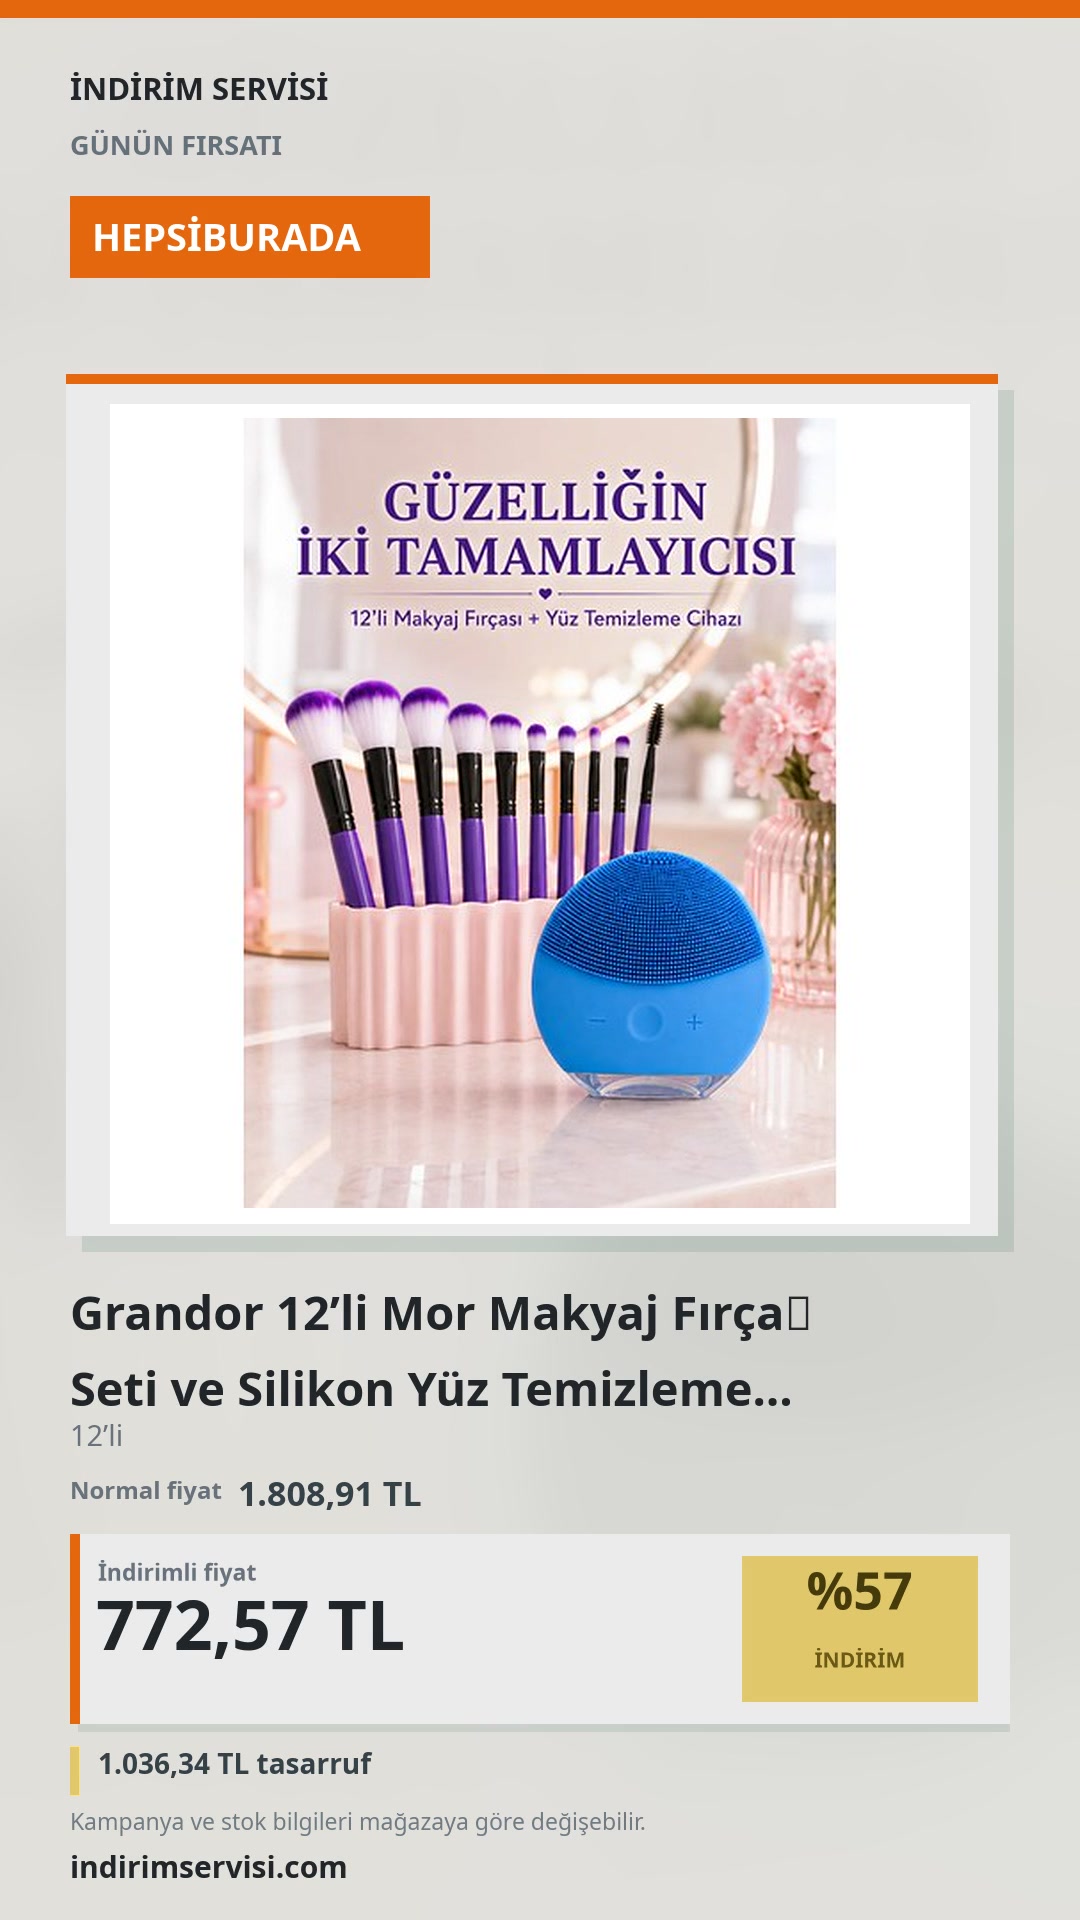 İNDİRİM SERVİSİ
GÜNÜN FIRSATI
HEPSİBURADA
GÜZELLİĞİN
İKİ TAMAMLAYICISI
12'li Makyaj Fırçası + Yüz Temizleme Cihazı
Grandor 12’li Mor Makyaj Fırça
Seti ve Silikon Yüz Temizleme...
12’li
Normal fiyat 1.808,91 TL
İndirimli fiyat
772,57 TL
%57
İNDİRİM
1.036,34 TL tasarruf
Kampanya ve stok bilgileri mağazaya göre değişebilir.
indirimservisi.com